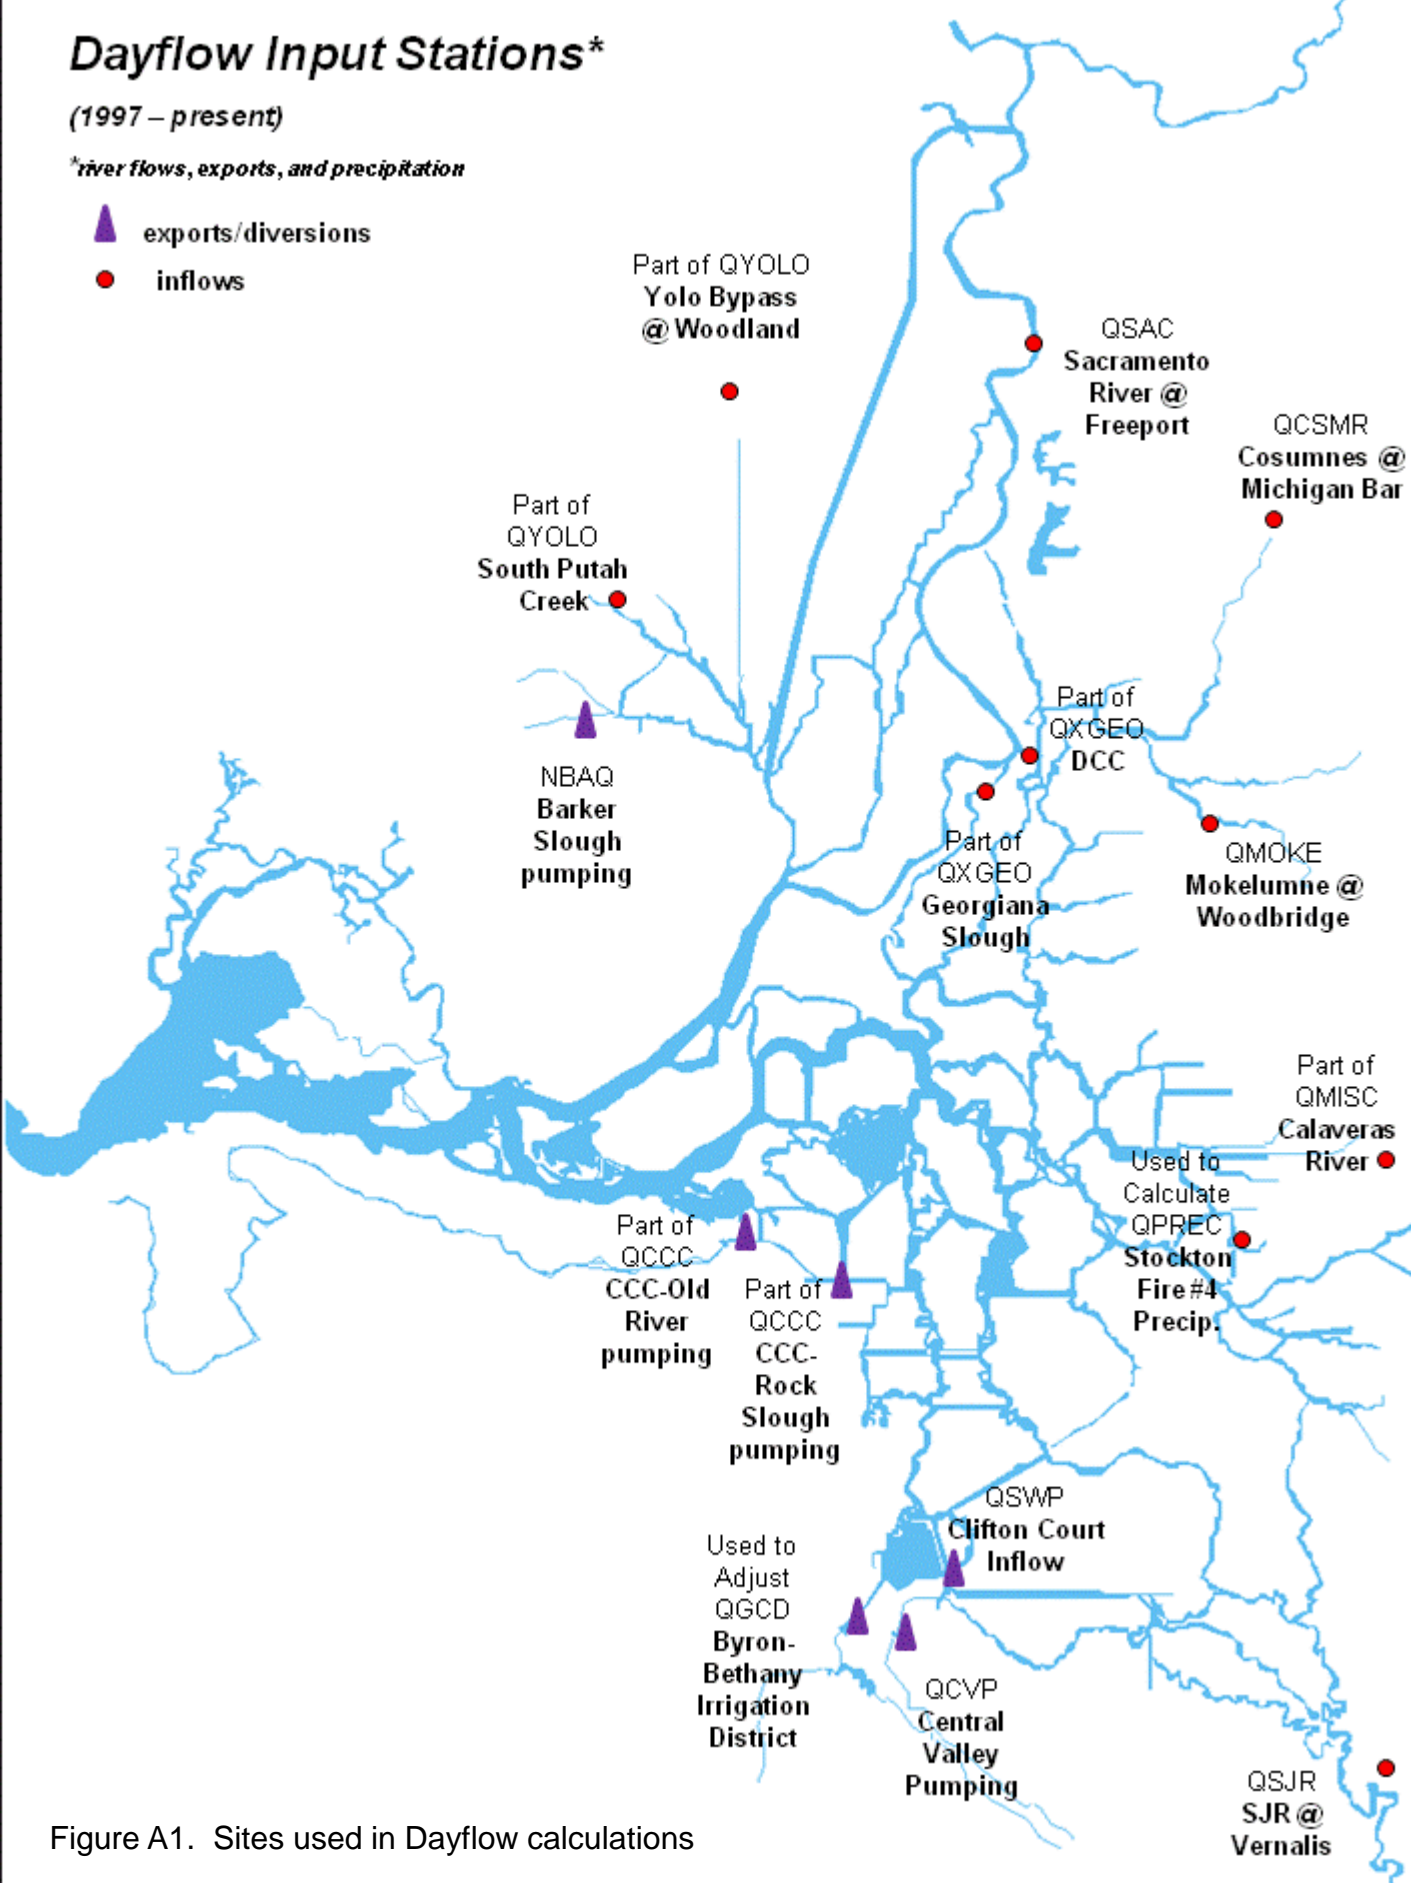 Dayflow Input Stations*
(1997 – present)
*river flows, exports, and precipitation
exports/diversions
inflows
Part of QYOLO
Yolo Bypass
@ Woodland
QSAC
Sacramento
River @
Freeport
QCSMR
Cosumnes @
Michigan Bar
Part of
QYOLO
South Putah
Creek
Part of
QXGEO
DCC
NBAQ
Barker
Slough
pumping
Part of
QXGEO
Georgiana
Slough
QMOKE
Mokelumne @
Woodbridge
Part of
QMISC
Calaveras
River
Used to
Calculate
QPREC
Stockton
Fire #4
Precip.
Part of
QCCC
CCC-Old
River
pumping
Part of
QCCC
CCC-
Rock
Slough
pumping
QSWP
Clifton Court
Inflow
Used to
Adjust
QGCD
Byron-
Bethany
Irrigation
District
QCVP
Central
Valley
Pumping
QSJR
SJR @
Vernalis
Figure A1.  Sites used in Dayflow calculations